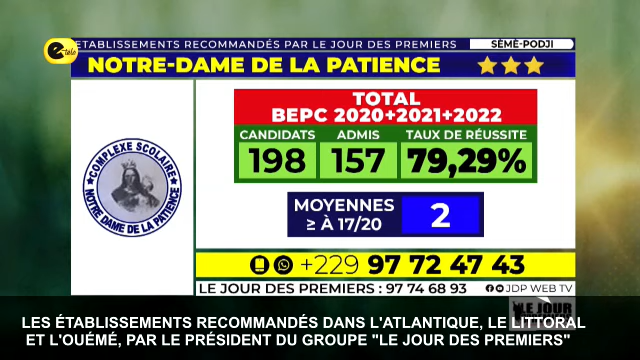 e-télé
ÉTABLISSEMENTS RECOMMANDÉS PAR LE JOUR DES PREMIERS
SÈMÈ-PODJI
NOTRE-DAME DE LA PATIENCE
COMPLEXE SCOLAIRE
NOTRE DAME DE LA PATIENCE
TOTAL
BEPC 2020+2021+2022
CANDIDATS ADMIS TAUX DE RÉUSSITE
198 157 79,29%
MOYENNES
≥ À 17/20
2
+229 97 72 47 43
LE JOUR DES PREMIERS : 97 74 68 93
JDP WEB TV
LE JOUR
LES ÉTABLISSEMENTS RECOMMANDÉS DANS L'ATLANTIQUE, LE LITTORAL
ET L'OUÉMÉ, PAR LE PRÉSIDENT DU GROUPE "LE JOUR DES PREMIERS"